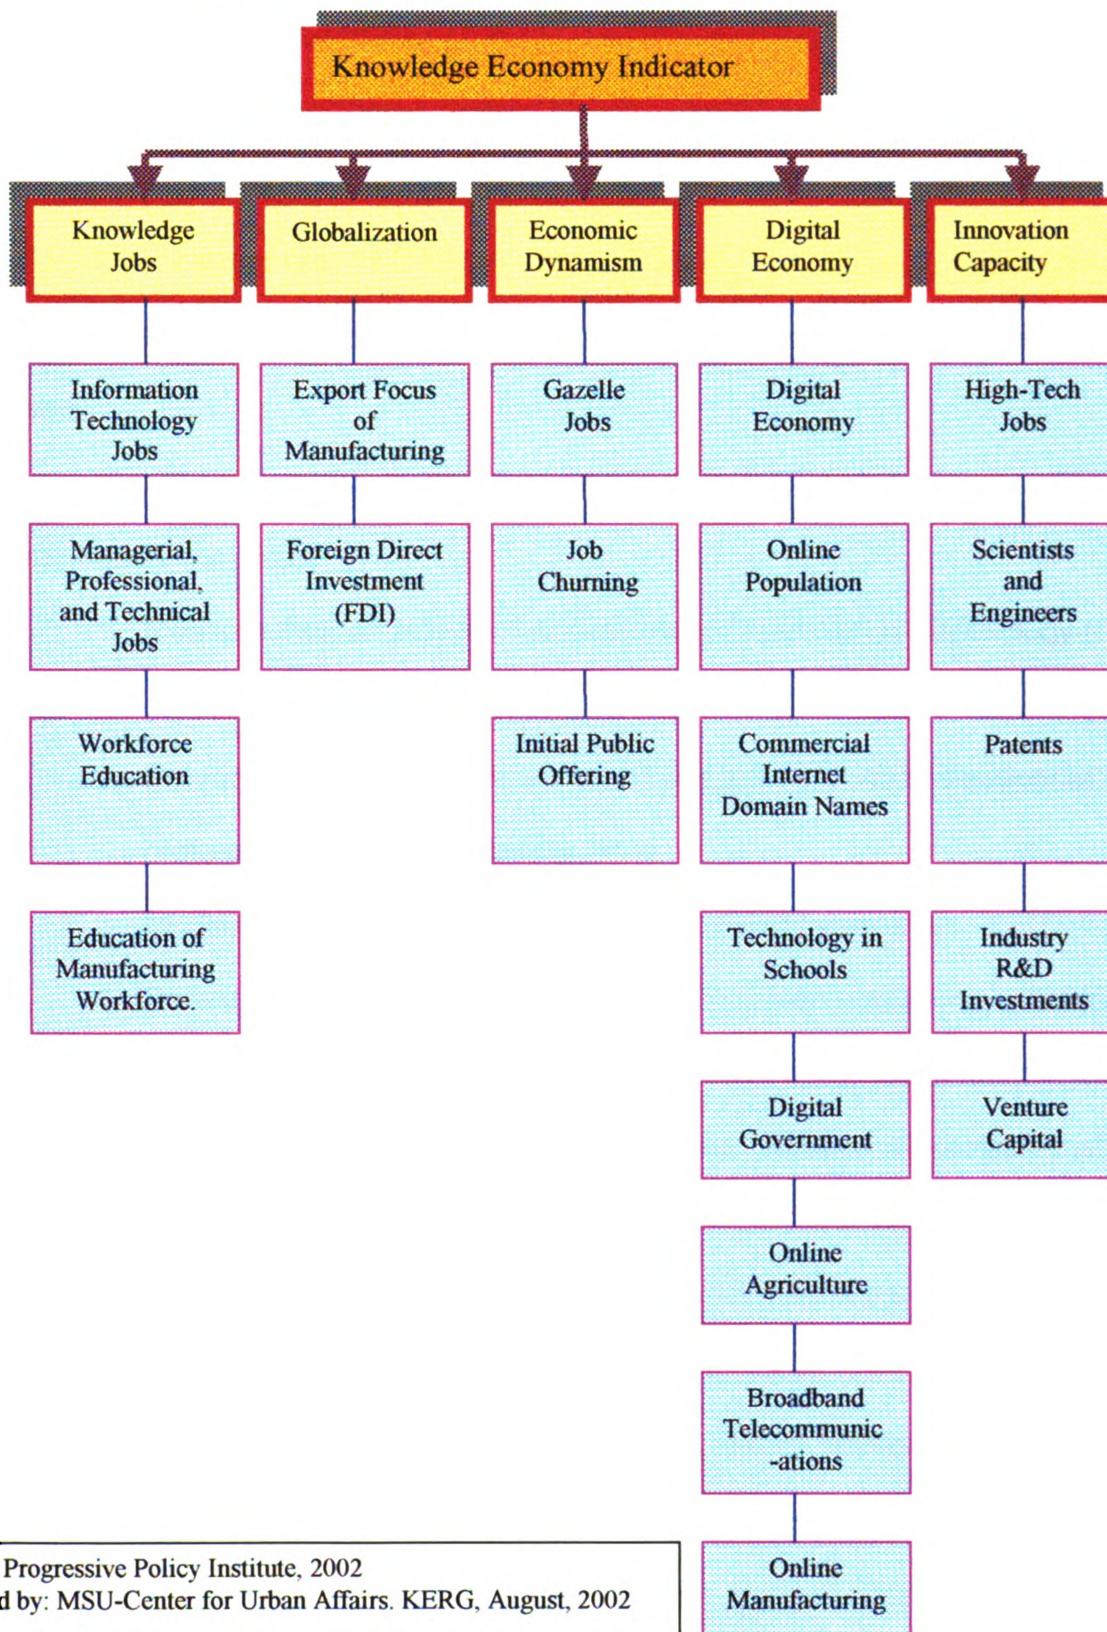 Knowledge Economy Indicator
Knowledge
Jobs
Globalization
Economic
Dynamism
Digital
Economy
Innovation
Capacity
Information
Technology
Jobs
Export Focus
of
Manufacturing
Gazelle
Jobs
Digital
Economy
High-Tech
Jobs
Managerial,
Professional,
and Technical
Jobs
Foreign Direct
Investment
(FDI)
Job
Churning
Online
Population
Scientists
and
Engineers
Workforce
Education
Initial Public
Offering
Commercial
Internet
Domain Names
Patents
Education of
Manufacturing
Workforce.
Technology in
Schools
Industry
R&D
Investments
Digital
Government
Venture
Capital
Online
Agriculture
Broadband
Telecommunic
-ations
Online
Manufacturing
Progressive Policy Institute, 2002
by: MSU-Center for Urban Affairs. KERG, August, 2002